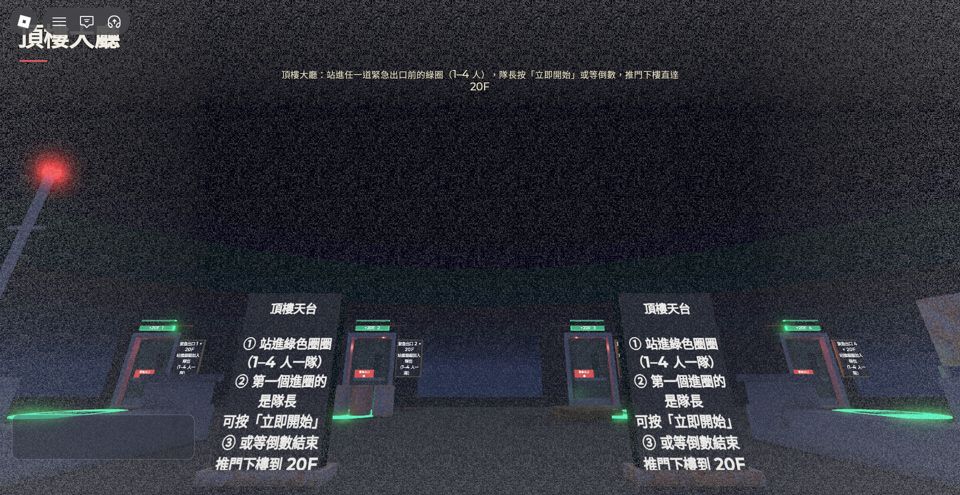 頂樓大廳
頂樓大廳：站進任一道緊急出口前的綠圈（1–4 人），隊長按「立即開始」或等倒數，推門下樓直達
20F
頂樓天台
① 站進綠色圈圈
（1–4 人一隊）
② 第一個進圈的
是隊長
可按「立即開始」
③ 或等倒數結束
推門下樓到 20F
頂樓天台
① 站進綠色圈圈
（1–4 人一隊）
② 第一個進圈的
是隊長
可按「立即開始」
③ 或等倒數結束
推門下樓到 20F